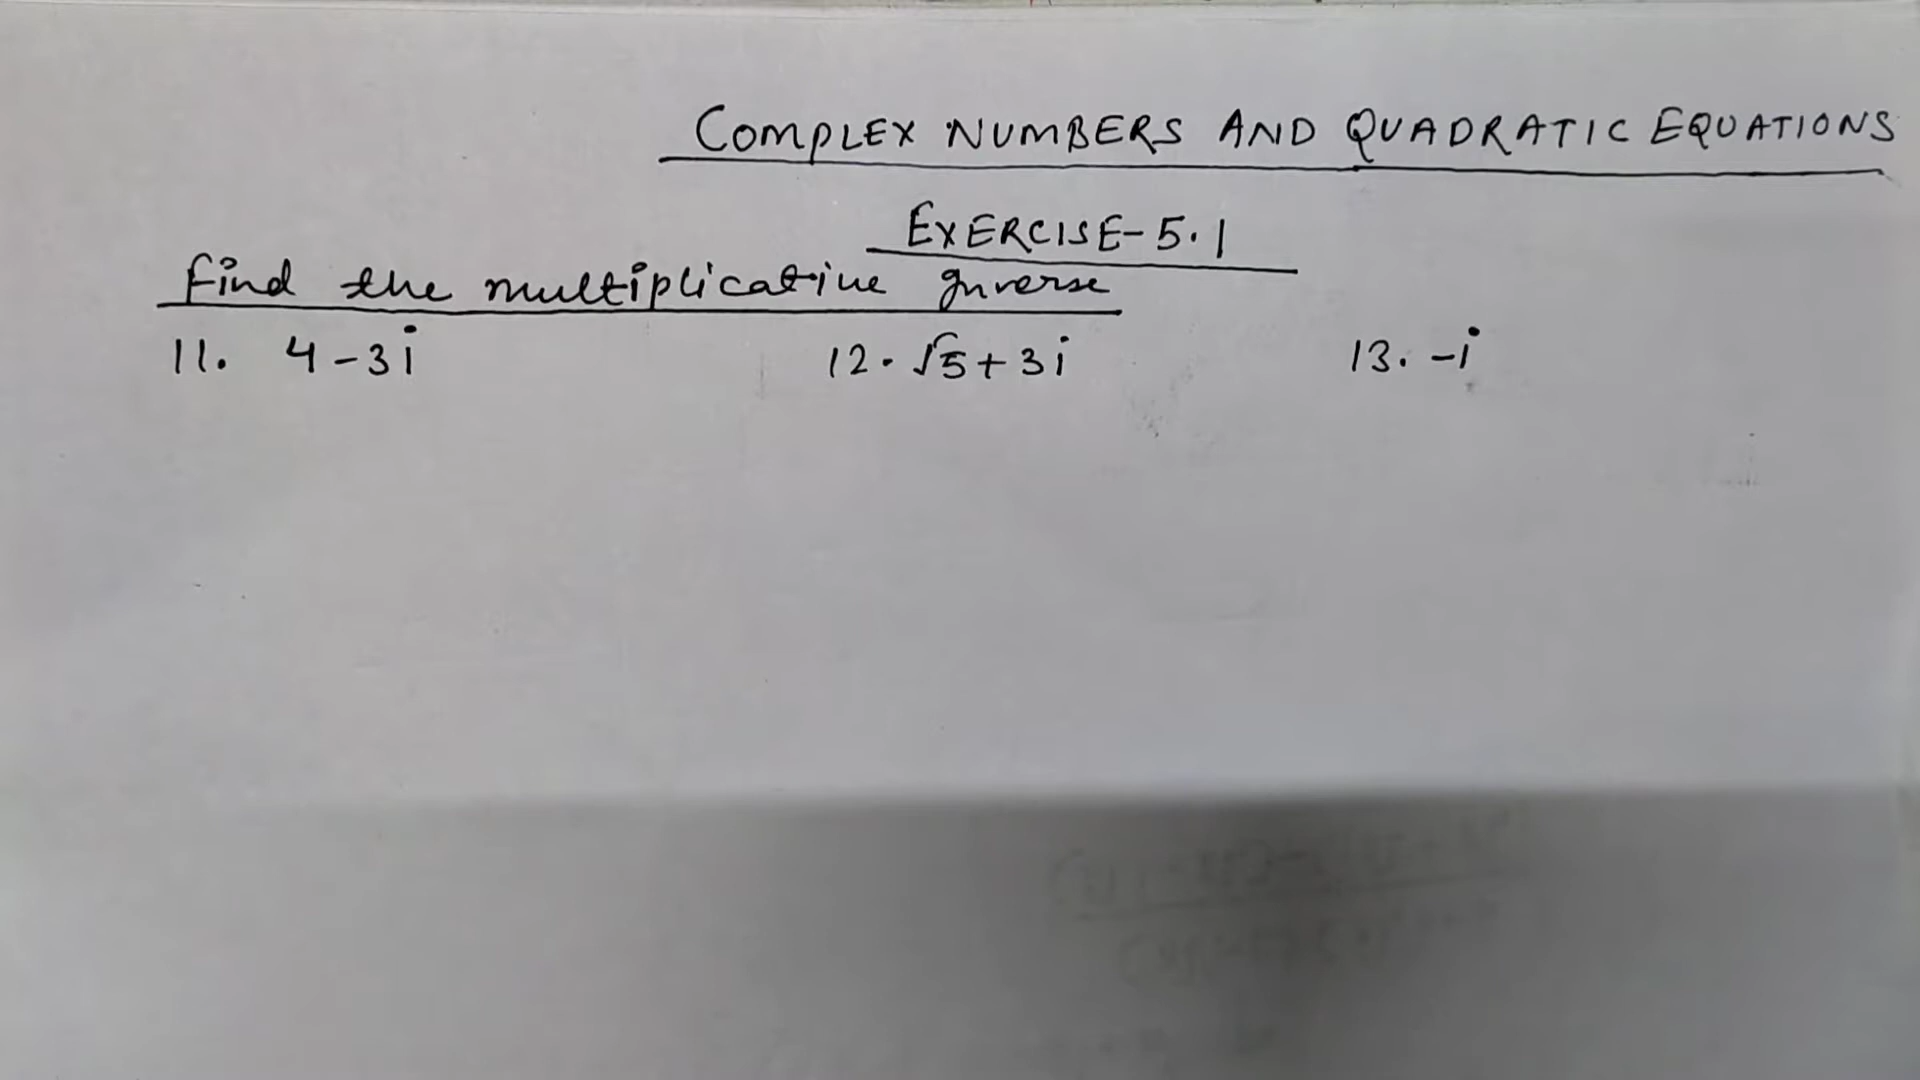 COMPLEX NUMBERS AND QUADRATIC EQUATIONS
EXERCISE-5.1
find the multiplicative Inverse
11. 4-3i 12. √5+3i 13. -i